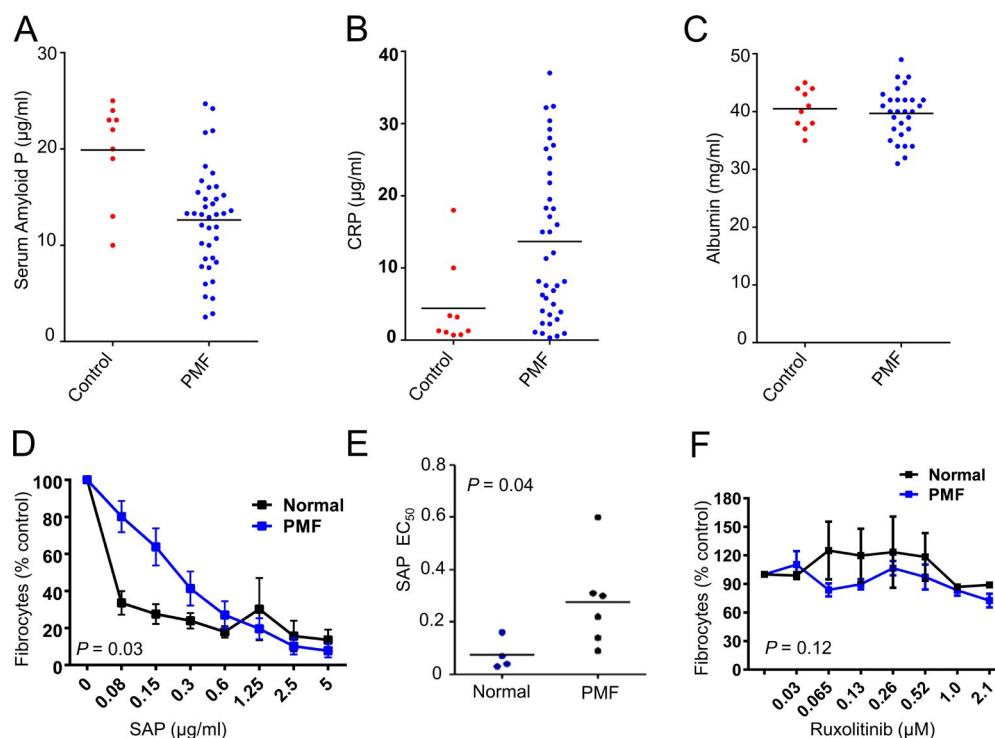 A
Serum Amyloid P (µg/ml)
30
20
10
0
Control
PMF
B
CRP (µg/ml)
40
30
20
10
0
Control
PMF
C
Albumin (mg/ml)
50
40
30
20
10
0
Control
PMF
D
Fibrocytes (% control)
100
80
60
40
20
0
Normal
PMF
P = 0.03
0
0.08
0.15
0.3
0.6
1.25
2.5
5
SAP (µg/ml)
E
SAP EC50
0.8
0.6
0.4
0.2
0
P = 0.04
Normal
PMF
F
Fibrocytes (% control)
180
150
120
90
60
30
0
Normal
PMF
P = 0.12
0.03
0.065
0.13
0.26
0.52
1.0
2.1
Ruxolitinib (µM)